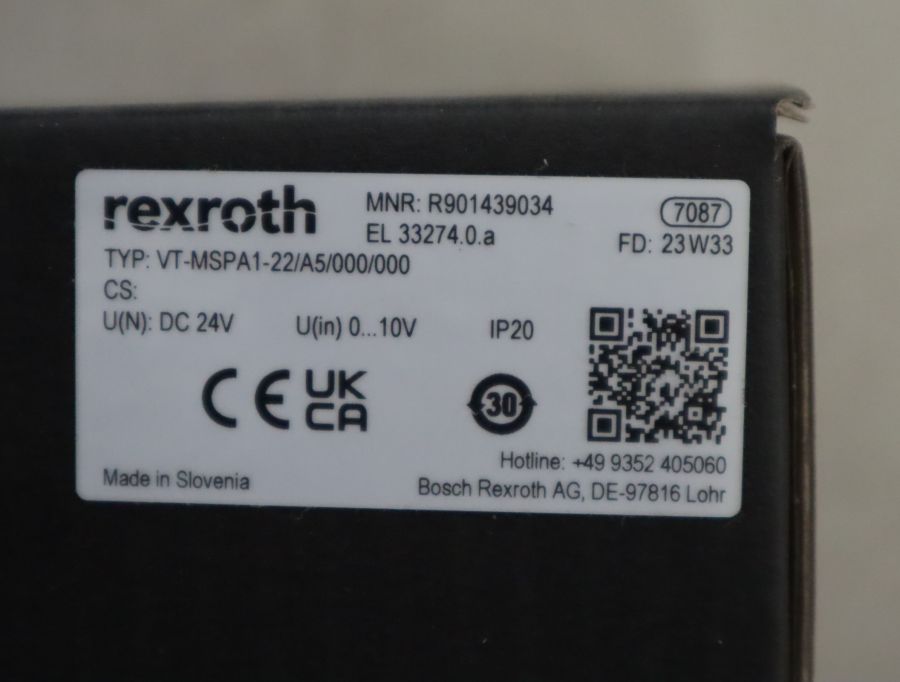 rexroth
MNR: R901439034
EL 33274.0.a
7087
FD: 23W33
TYP: VT-MSPA1-22/A5/000/000
CS:
U(N): DC 24V U(in) 0...10V IP20
CE UK CA
30
Hotline: +49 9352 405060
Made in Slovenia
Bosch Rexroth AG, DE-97816 Lohr